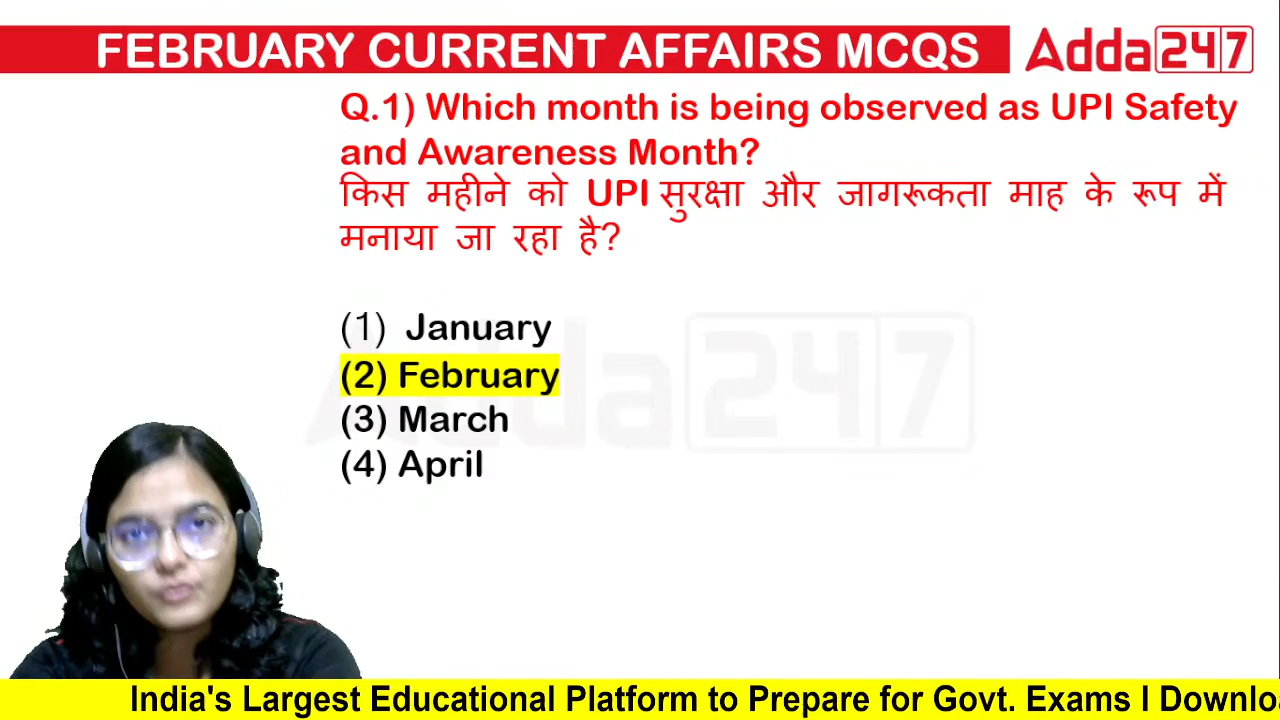 FEBRUARY CURRENT AFFAIRS MCQS
Adda247
Q.1) Which month is being observed as UPI Safety
and Awareness Month?
किस महीने को UPI सुरक्षा और जागरूकता माह के रूप में
मनाया जा रहा है?
(1) January
(2) February
(3) March
(4) April
Adda247
India's Largest Educational Platform to Prepare for Govt. Exams I Downlo